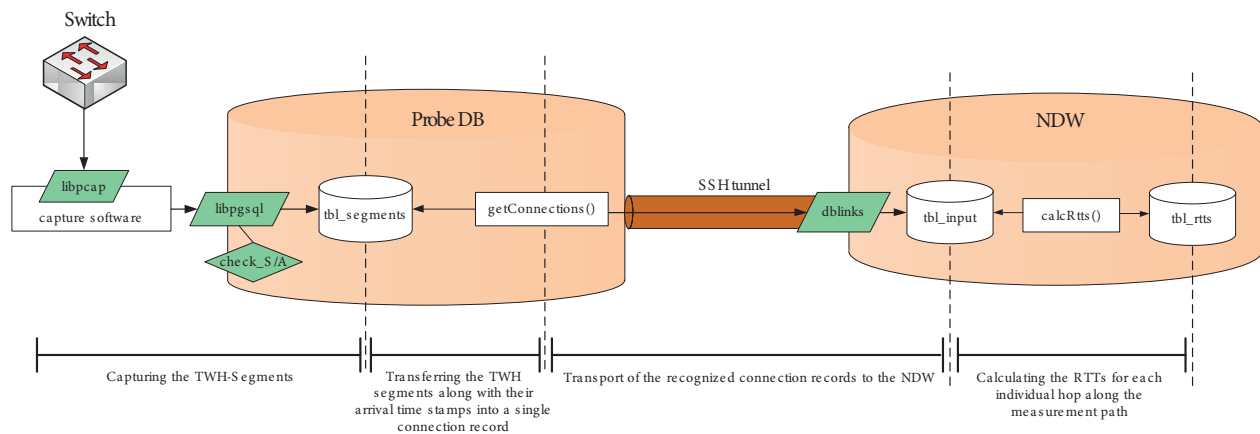 Switch
Probe DB
NDW
libpcap
capture software
libpgsql
check_S/A
tbl_segments
getConnections()
SSH tunnel
dblinks
tbl_input
calcRtts()
tbl_rtts
Capturing the TWH-Segments
Transferring the TWH
segments along with their
arrival time stamps into a single
connection record
Transport of the recognized connection records to the NDW
Calculating the RTTs for each
individual hop along the
measurement path